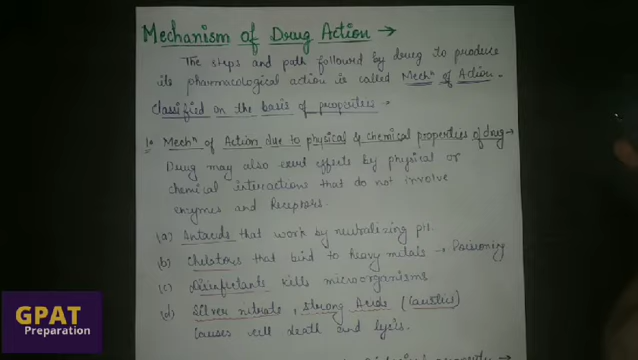 Mechanism of Drug Action →
The steps and path followed by drug to produce
its pharmacological action is called Mechⁿ of Action.
Classified on the basis of properties →
1. Mechⁿ of Action due to physical & chemical properties of drug →
Drug may also exert effects by physical or
chemical interactions that do not involve
enzymes and Receptors.
(a) Antacids that work by neutralizing pH.
(b) Chelators that bind to heavy metals → Poisoning
(c) Disinfectants kills microorganisms.
(d) Silver nitrate, strong Acids (caustic)
causes cell death and lysis.
GPAT
Preparation